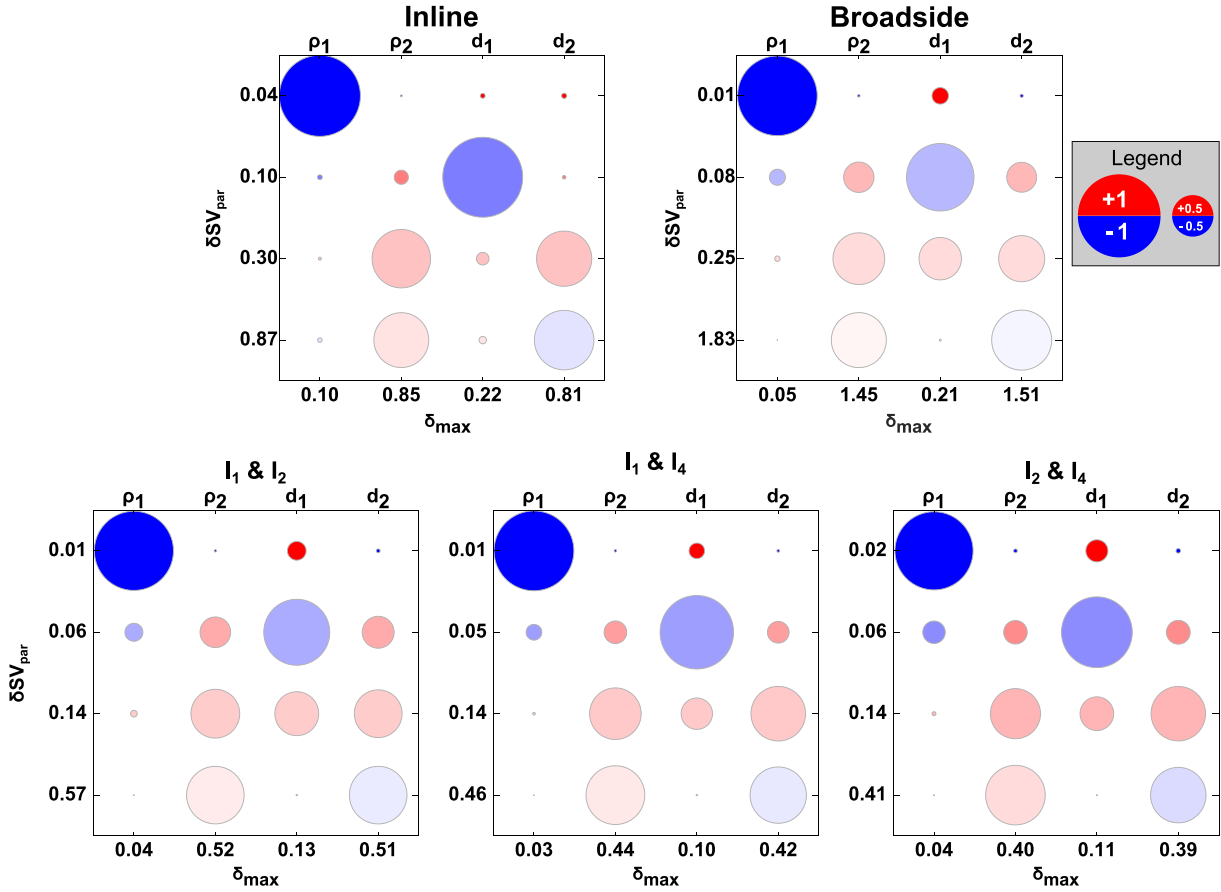 Inline
ρ1 ρ2 d1 d2
0.04
0.10
0.30
0.87
δSVpar
0.10 0.85 0.22 0.81
δmax
Broadside
ρ1 ρ2 d1 d2
0.01
0.08
0.25
1.83
δSVpar
0.05 1.45 0.21 1.51
δmax
Legend
+1
-1
+0.5
-0.5
I1 & I2
ρ1 ρ2 d1 d2
0.01
0.06
0.14
0.57
δSVpar
0.04 0.52 0.13 0.51
δmax
I1 & I4
ρ1 ρ2 d1 d2
0.01
0.05
0.14
0.46
0.03 0.44 0.10 0.42
δmax
I2 & I4
ρ1 ρ2 d1 d2
0.02
0.06
0.14
0.41
0.04 0.40 0.11 0.39
δmax